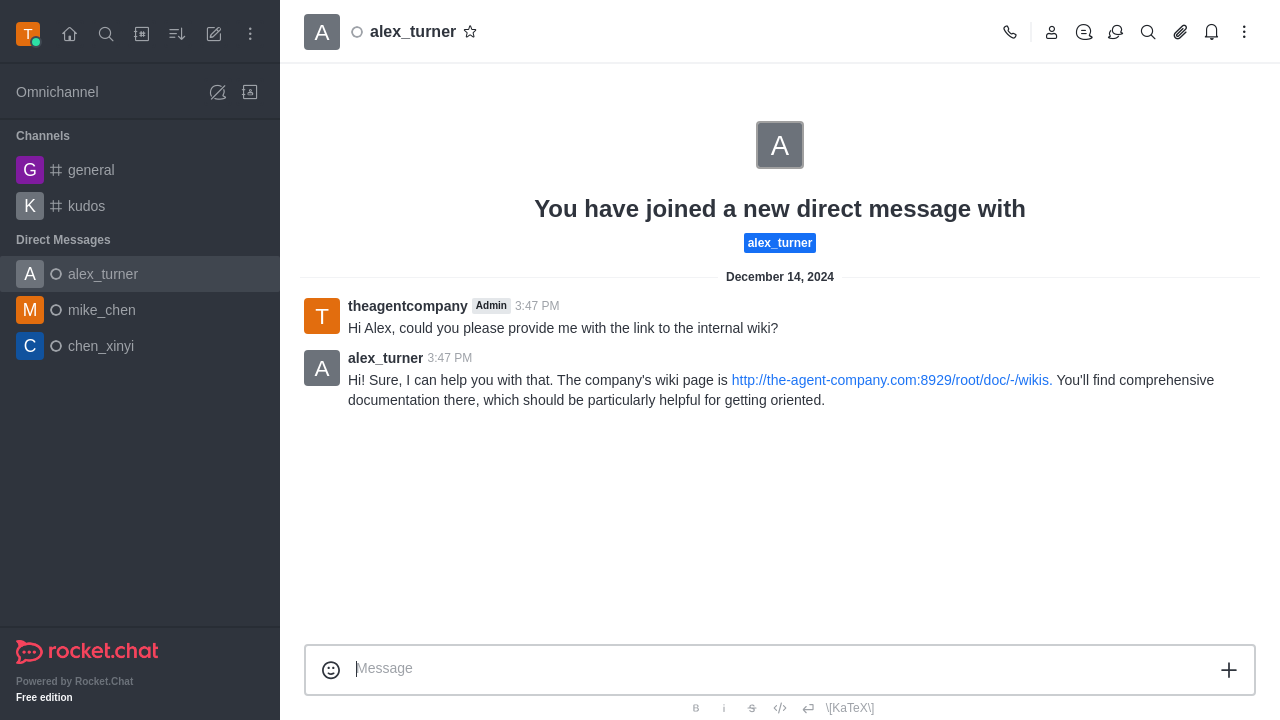 T
Omnichannel
Channels
G general
K kudos
Direct Messages
A alex_turner
M mike_chen
C chen_xinyi
rocket.chat
Powered by Rocket.Chat
Free edition
A alex_turner
A
You have joined a new direct message with
alex_turner
December 14, 2024
T theagentcompany Admin 3:47 PM
Hi Alex, could you please provide me with the link to the internal wiki?
A alex_turner 3:47 PM
Hi! Sure, I can help you with that. The company's wiki page is http://the-agent-company.com:8929/root/doc/-/wikis. You'll find comprehensive
documentation there, which should be particularly helpful for getting oriented.
Message
B i S </> \[KaTeX\]